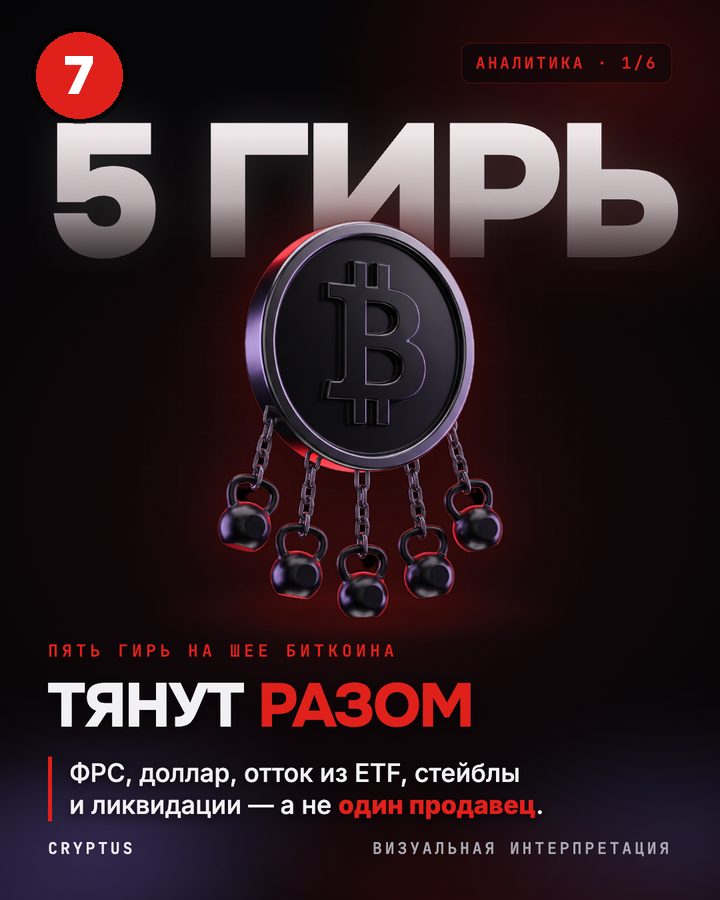 7
АНАЛИТИКА · 1/6
5 ГИРЬ
ПЯТЬ ГИРЬ НА ШЕЕ БИТКОИНА
ТЯНУТ РАЗОМ
ФРС, доллар, отток из ETF, стейблы
и ликвидации — а не один продавец.
CRYPTUS
ВИЗУАЛЬНАЯ ИНТЕРПРЕТАЦИЯ